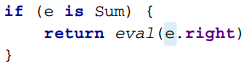 if (e is Sum) {
    return eval(e.right)
}